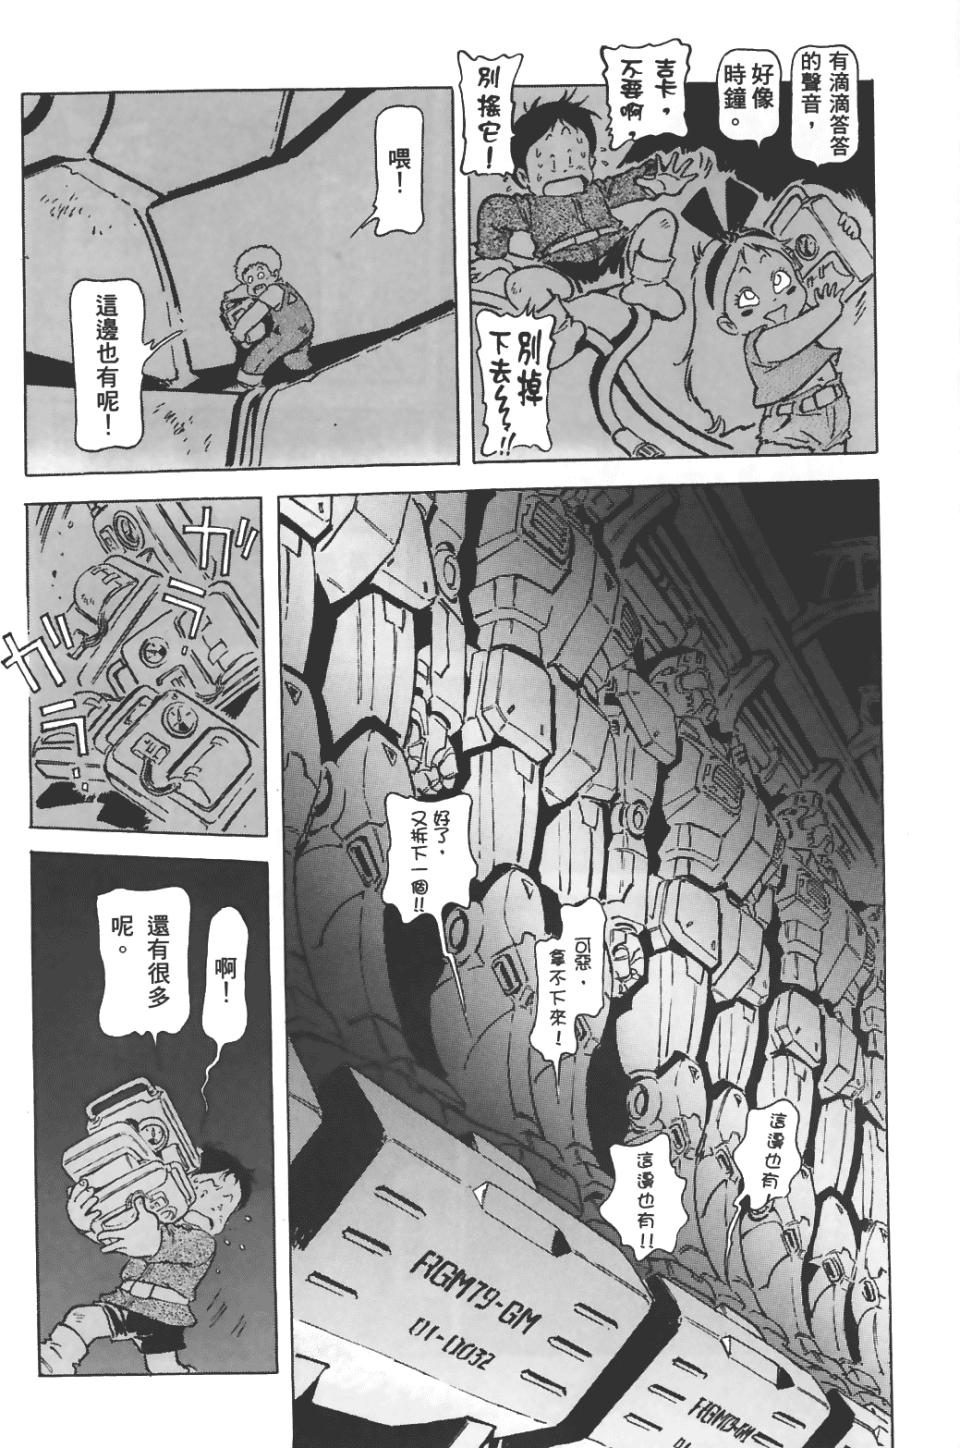 有滴滴答答
的聲音，
好像
時鐘。
吉卡，
不要啊，
別搖它！
別掉
下去～！！
喂！
這邊也有呢！
好了，
又拆下一個！！
可惡，
拿不下來！
這邊也有
這邊也有！！
RGM79-GM
01-0032
RGM79-GM
ガラ
ガラ
啊！
還有很多
呢。